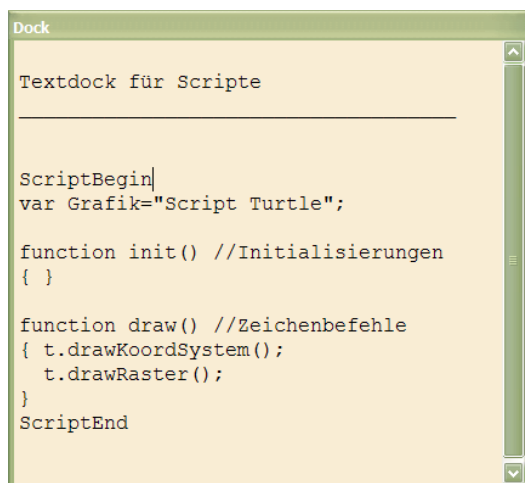 Dock
Textdock für Scripte
ScriptBegin
var Grafik="Script Turtle";
function init() //Initialisierungen
{ }
function draw() //Zeichenbefehle
{ t.drawKoordSystem();
t.drawRaster();
}
ScriptEnd